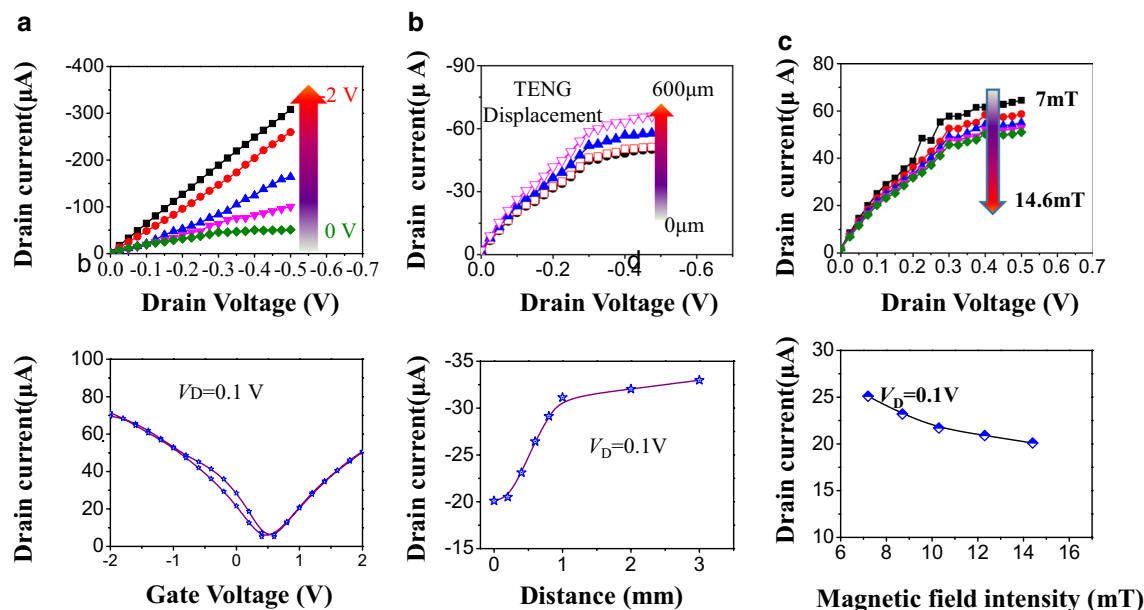 a
Drain current(μA)
-400
-300
-200
-100
0
-2 V
0 V
b
0.0 -0.1 -0.2 -0.3 -0.4 -0.5 -0.6 -0.7
Drain Voltage (V)
b
Drain current(μ A)
-90
-60
-30
0
TENG
Displacement
600μm
0μm
d
0.0 -0.2 -0.4 -0.6
Drain Voltage (V)
c
Drain current(μ A)
80
60
40
20
0
7mT
14.6mT
0.0 0.1 0.2 0.3 0.4 0.5 0.6 0.7
Drain Voltage (V)
Drain current(μA)
100
80
60
40
20
0
VD=0.1 V
-2 -1 0 1 2
Gate Voltage (V)
Drain current(μA)
-35
-30
-25
-20
-15
VD=0.1V
0 1 2 3
Distance (mm)
Drain current(μA)
30
25
20
15
10
VD=0.1V
6 8 10 12 14 16
Magnetic field intensity (mT)